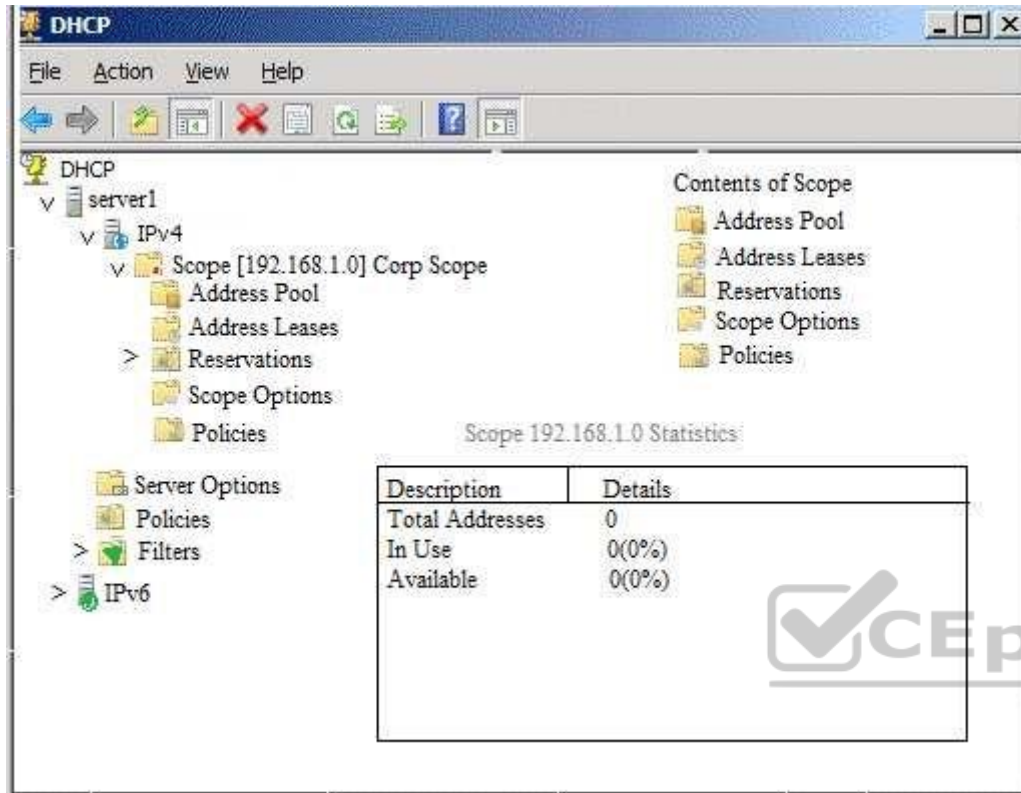 DHCP
File Action View Help
DHCP
server1
IPv4
Scope [192.168.1.0] Corp Scope
Address Pool
Address Leases
Reservations
Scope Options
Policies
Server Options
Policies
Filters
IPv6
Contents of Scope
Address Pool
Address Leases
Reservations
Scope Options
Policies
Scope 192.168.1.0 Statistics
Description Details
Total Addresses 0
In Use 0(0%)
Available 0(0%)
CEp